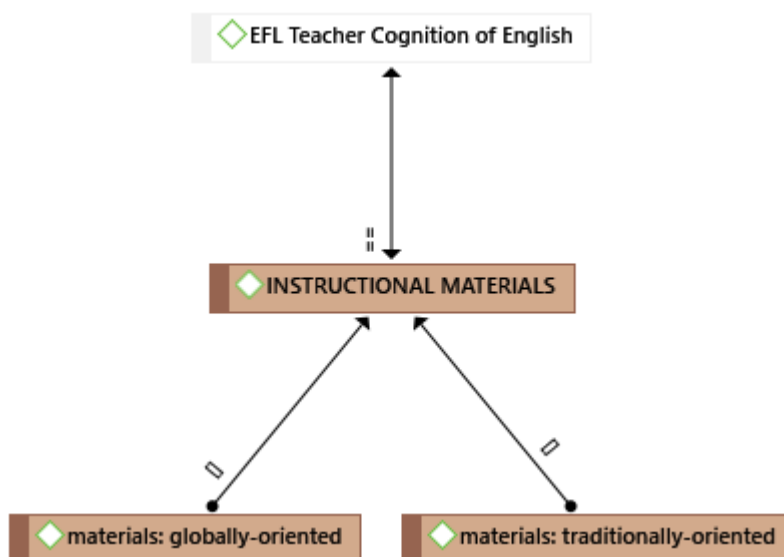 EFL Teacher Cognition of English
==
INSTRUCTIONAL MATERIALS
[]
[]
materials: globally-oriented
materials: traditionally-oriented